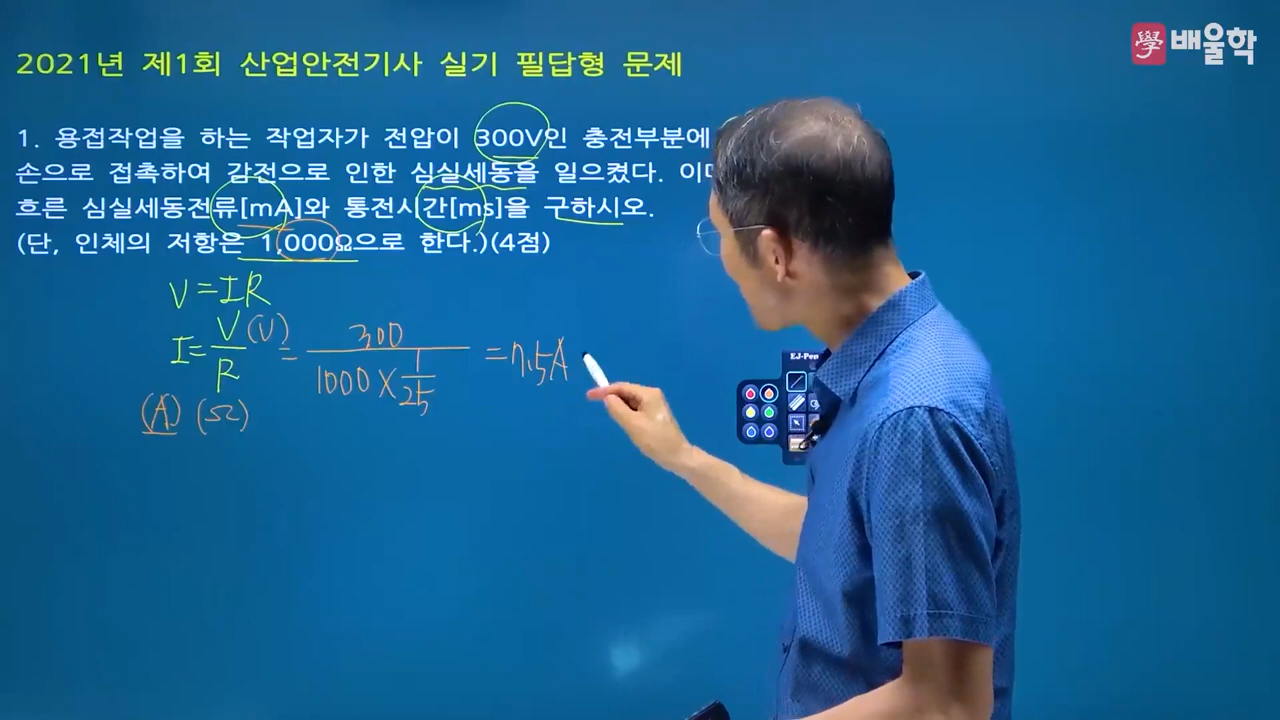 學 배울학
2021년 제1회 산업안전기사 실기 필답형 문제
1. 용접작업을 하는 작업자가 전압이 300V인 충전부분에
손으로 접촉하여 감전으로 인한 심실세동을 일으켰다.
흐른 심실세동전류[mA]와 통전시간[ms]을 구하시오.
(단, 인체의 저항은 1,000Ω으로 한다.)(4점)
V=IR
I=V/R (V) = 300/(1000×1/25) = 7.5A
(A) (Ω)
EJ-Pen